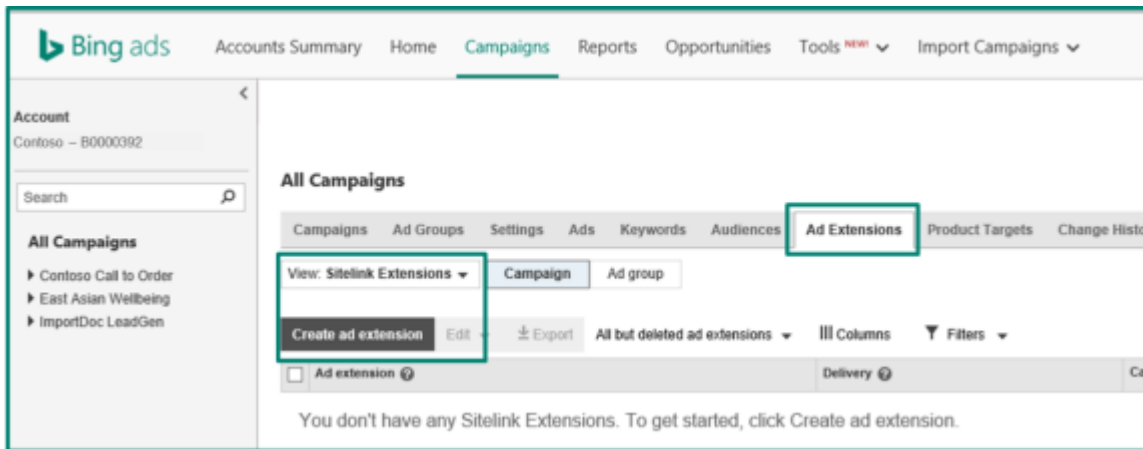 Bing ads Accounts Summary Home Campaigns Reports Opportunities Tools NEW! Import Campaigns
Account
Contoso – B0000392
Search
All Campaigns
Contoso Call to Order
East Asian Wellbeing
ImportDoc LeadGen
All Campaigns
Campaigns Ad Groups Settings Ads Keywords Audiences Ad Extensions Product Targets Change Histo
View: Sitelink Extensions Campaign Ad group
Create ad extension Edit Export All but deleted ad extensions Columns Filters
Ad extension Delivery Ca
You don't have any Sitelink Extensions. To get started, click Create ad extension.